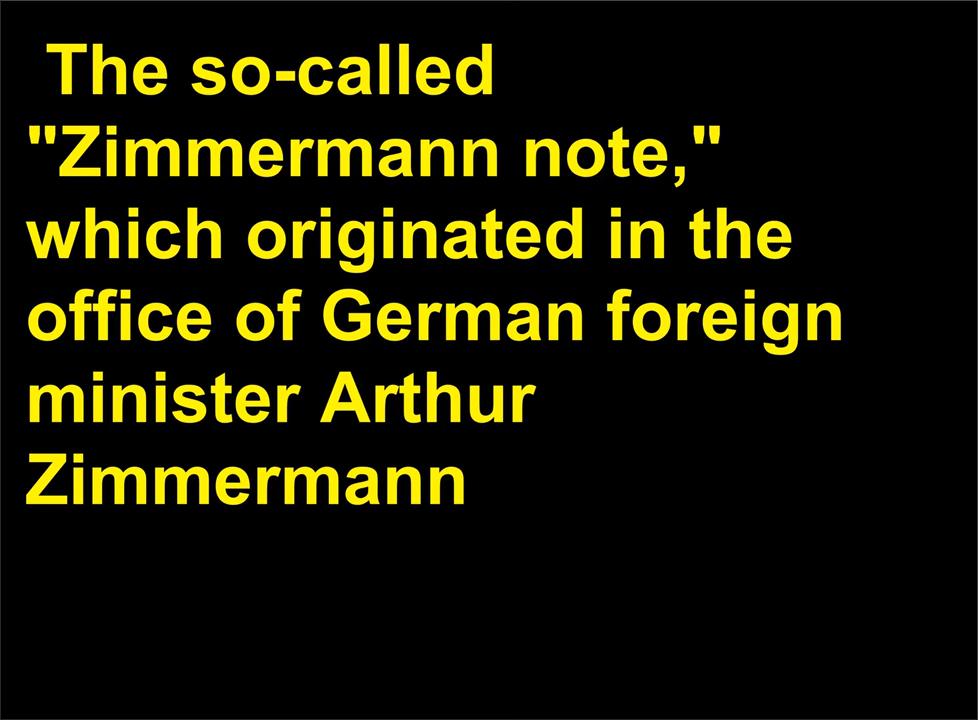 The so-called
"Zimmermann note,"
which originated in the
office of German foreign
minister Arthur
Zimmermann